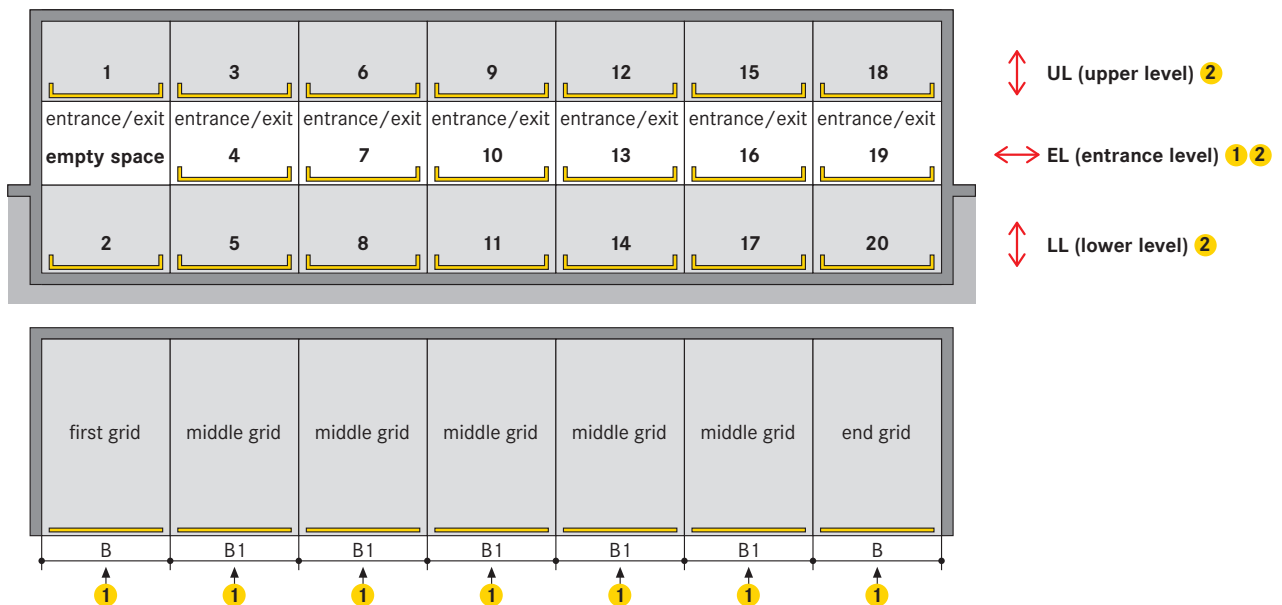 1 3 6 9 12 15 18
UL (upper level) 2
entrance/exit entrance/exit entrance/exit entrance/exit entrance/exit entrance/exit entrance/exit
empty space 4 7 10 13 16 19
EL (entrance level) 1 2
2 5 8 11 14 17 20
LL (lower level) 2
first grid middle grid middle grid middle grid middle grid middle grid end grid
B B1 B1 B1 B1 B1 B
1 1 1 1 1 1 1